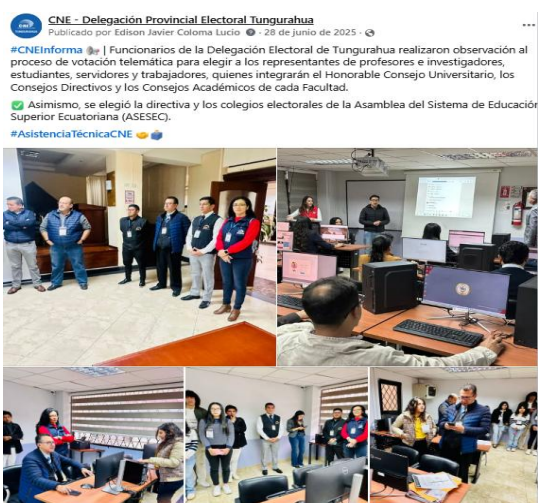 CNE - Delegación Provincial Electoral Tungurahua
Publicado por Edison Javier Coloma Lucio · 28 de junio de 2025 ·
#CNEInforma | Funcionarios de la Delegación Electoral de Tungurahua realizaron observación al
proceso de votación telemática para elegir a los representantes de profesores e investigadores,
estudiantes, servidores y trabajadores, quienes integrarán el Honorable Consejo Universitario, los
Consejos Directivos y los Consejos Académicos de cada Facultad.
✅ Asimismo, se elegió la directiva y los colegios electorales de la Asamblea del Sistema de Educación
Superior Ecuatoriana (ASESEC).
#AsistenciaTécnicaCNE 🤝🗳️